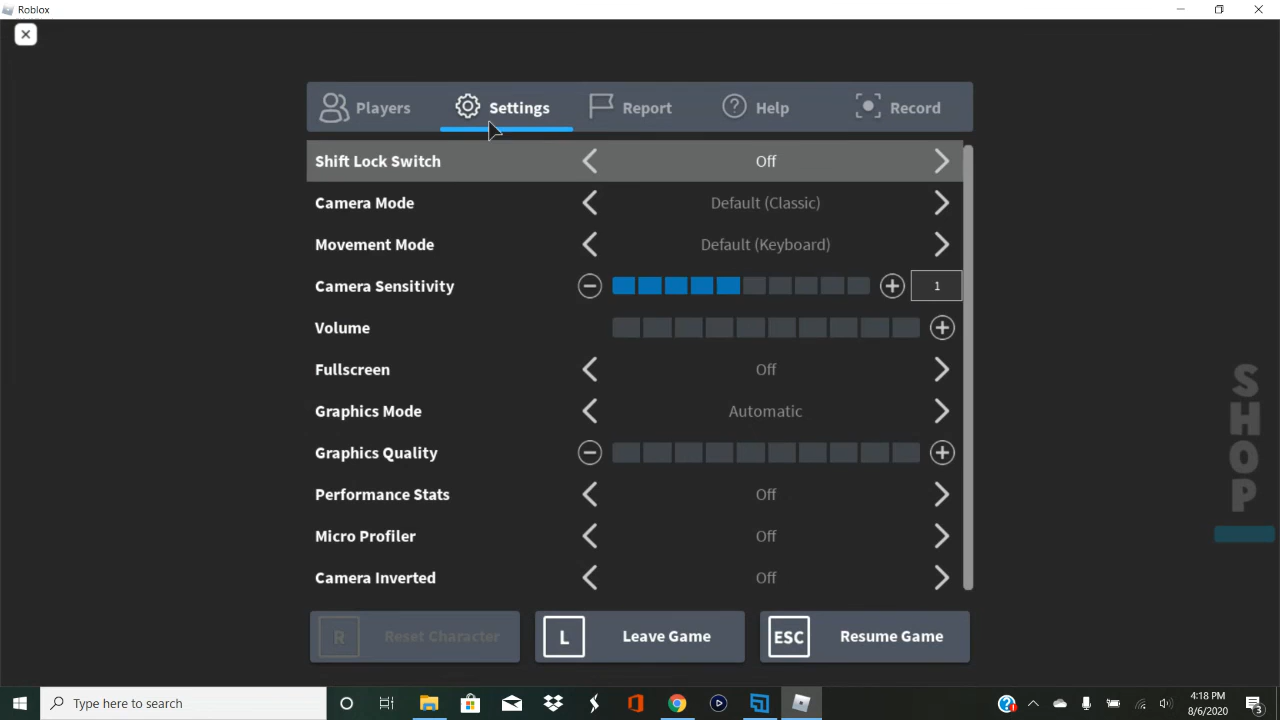 Roblox
Players Settings Report Help Record
Shift Lock Switch Off
Camera Mode Default (Classic)
Movement Mode Default (Keyboard)
Camera Sensitivity 1
Volume
Fullscreen Off
Graphics Mode Automatic
Graphics Quality
Performance Stats Off
Micro Profiler Off
Camera Inverted Off
SHOP
R Reset Character L Leave Game ESC Resume Game
Type here to search
4:18 PM
8/6/2020
3